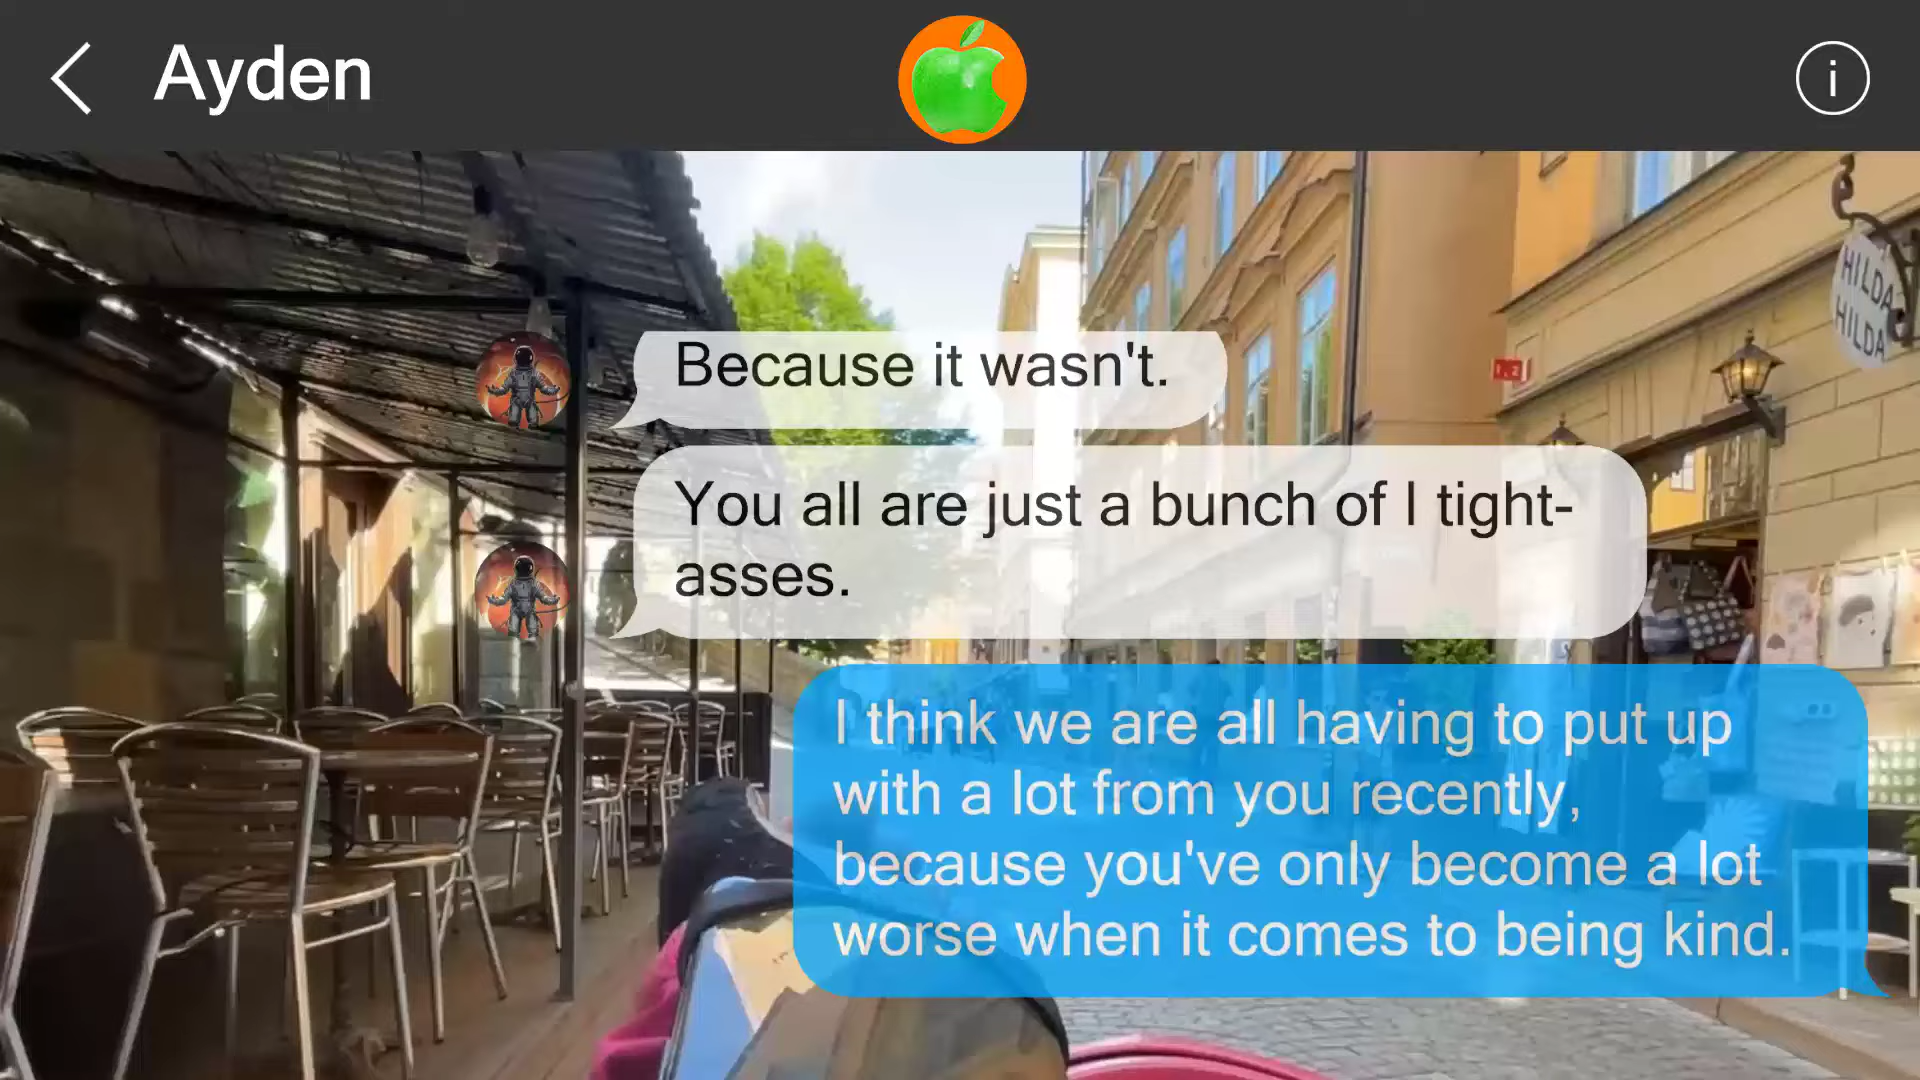 Ayden
i
Because it wasn't.
You all are just a bunch of I tight-
asses.
I think we are all having to put up
with a lot from you recently,
because you've only become a lot
worse when it comes to being kind.
HILDA
HILDA